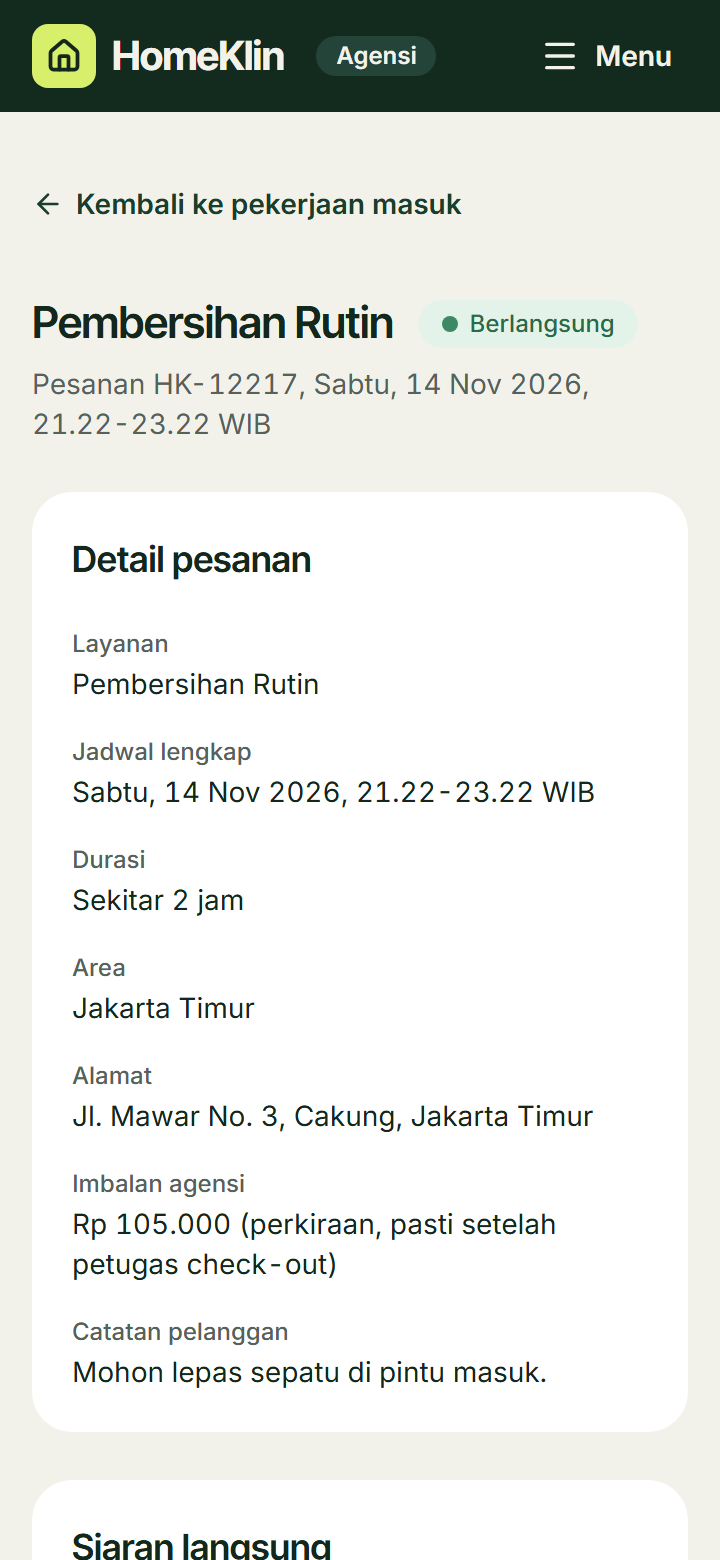 HomeKlin
Agensi
Menu
Kembali ke pekerjaan masuk
Pembersihan Rutin
Berlangsung
Pesanan HK-12217, Sabtu, 14 Nov 2026,
21.22-23.22 WIB
Detail pesanan
Layanan
Pembersihan Rutin
Jadwal lengkap
Sabtu, 14 Nov 2026, 21.22-23.22 WIB
Durasi
Sekitar 2 jam
Area
Jakarta Timur
Alamat
Jl. Mawar No. 3, Cakung, Jakarta Timur
Imbalan agensi
Rp 105.000 (perkiraan, pasti setelah
petugas check-out)
Catatan pelanggan
Mohon lepas sepatu di pintu masuk.
Siaran langsung